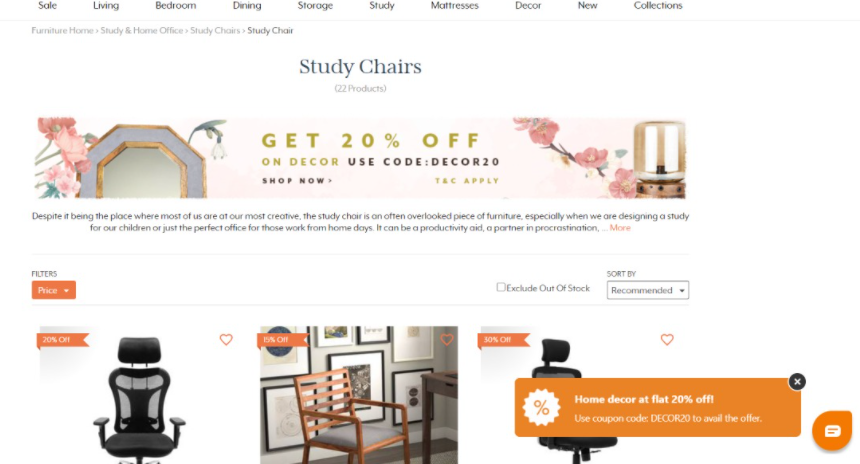 Sale Living Bedroom Dining Storage Study Mattresses Decor New Collections
Furniture Home > Study & Home Office > Study Chairs > Study Chair
Study Chairs
(22 Products)
GET 20% OFF
ON DECOR USE CODE:DECOR20
SHOP NOW> T&C APPLY
Despite it being the place where most of us are at our most creative, the study chair is an often overlooked piece of furniture, especially when we are designing a study
for our children or just the perfect office for those work from home days. It can be a productivity aid, a partner in procrastination, ... More
FILTERS
SORT BY
Price
Exclude Out Of Stock
Recommended
20% Off
15% Off
30% Off
Home decor at flat 20% off!
Use coupon code: DECOR20 to avail the offer.